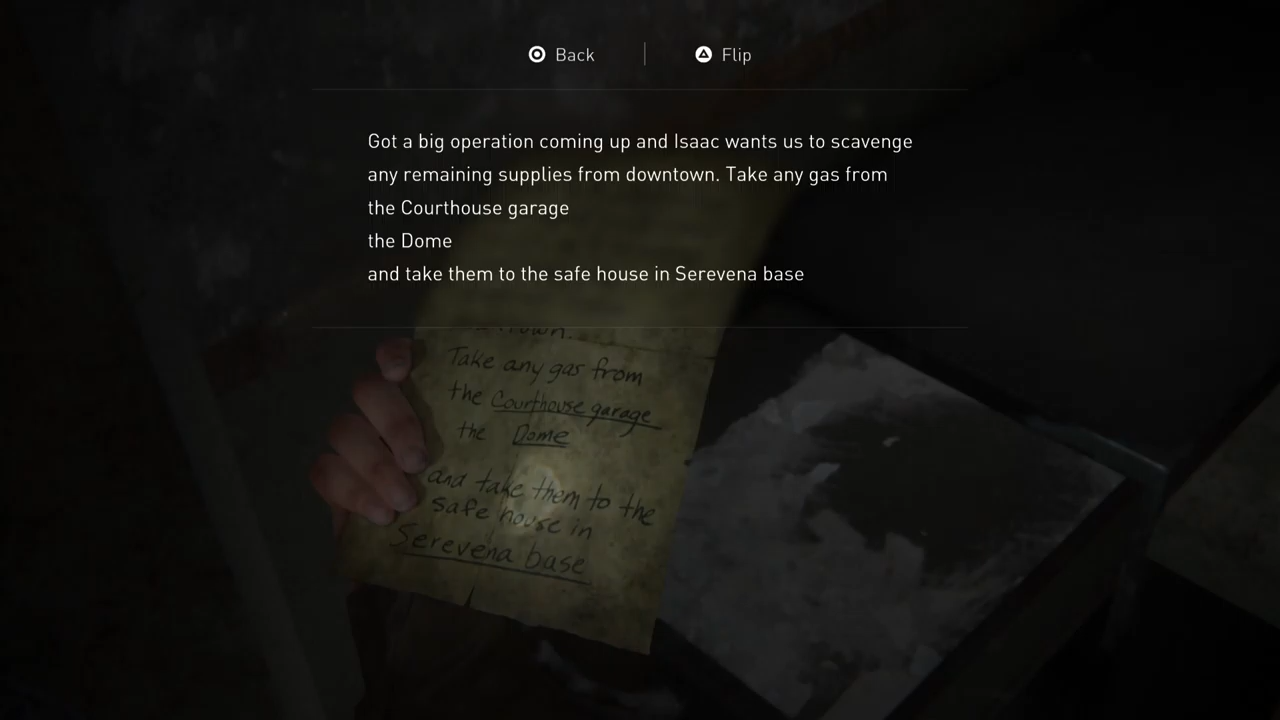 Back
Flip
Got a big operation coming up and Isaac wants us to scavenge
any remaining supplies from downtown. Take any gas from
the Courthouse garage
the Dome
and take them to the safe house in Serevena base
Take any gas from
the Courthouse garage
the Dome
and take them to the
safe house in
Serevena base